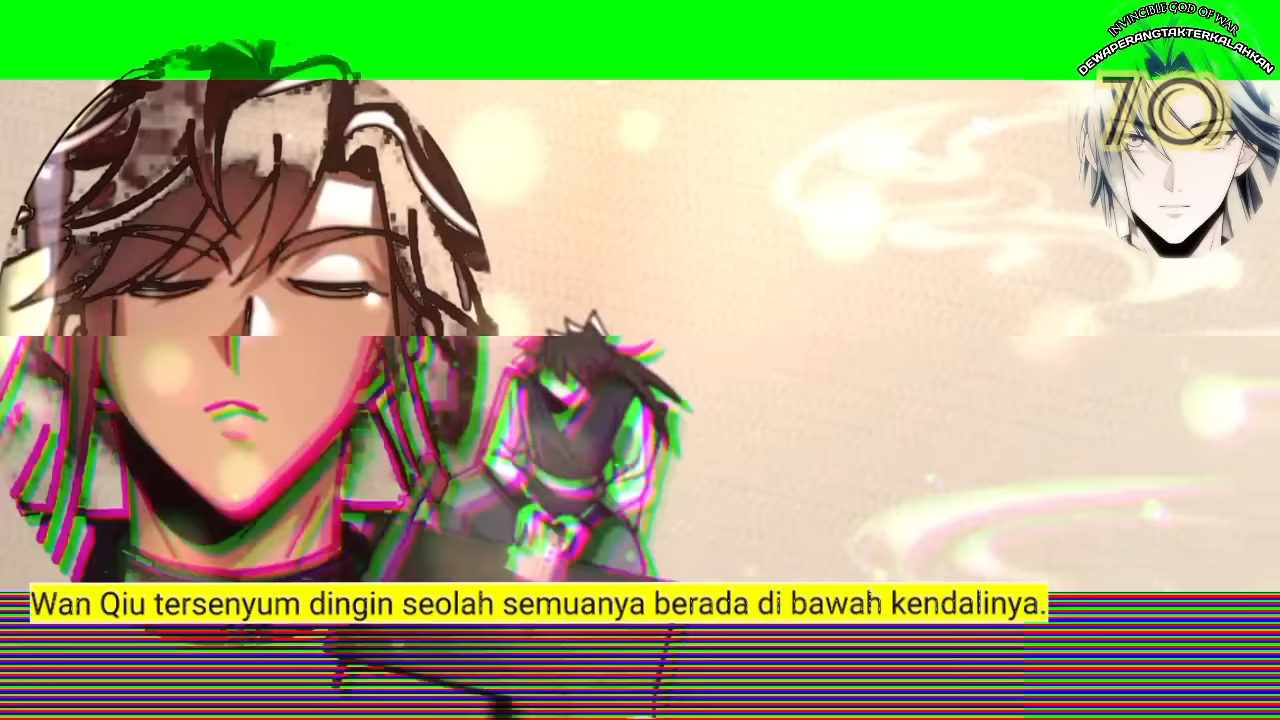 INVINCIBLE GOD OF WAR
DEWAPERANGTAKTERKALAHKAN
70
Wan Qiu tersenyum dingin seolah semuanya berada di bawah kendalinya.